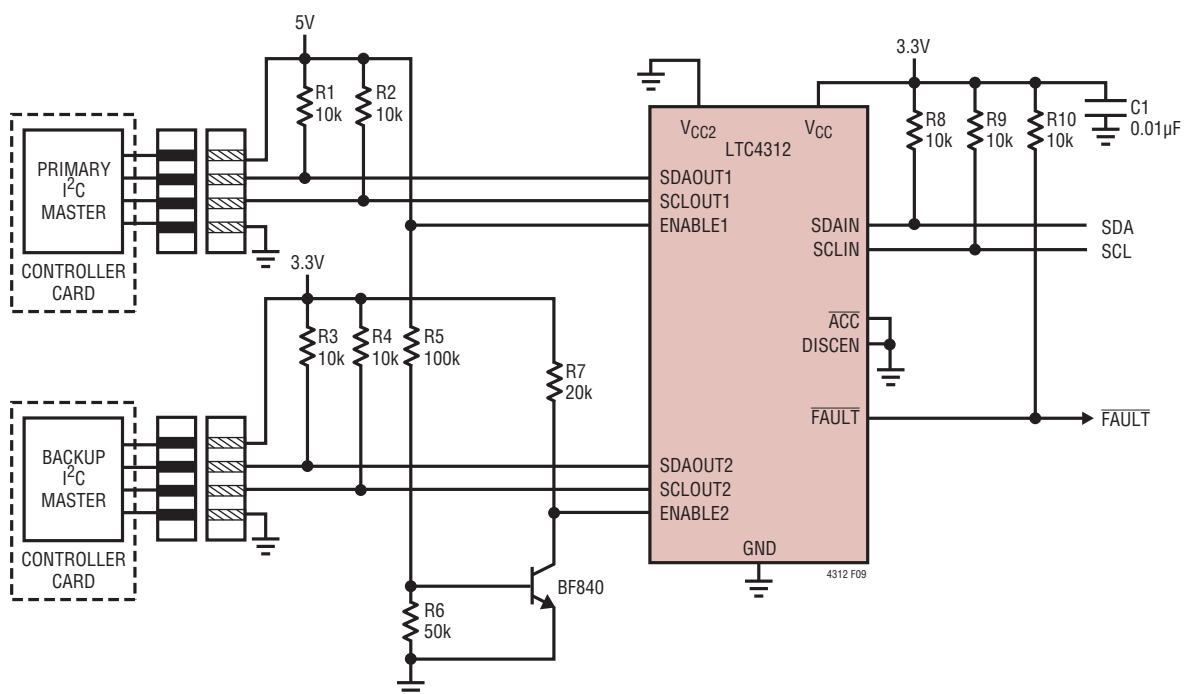 5V
R1
10k
R2
10k
PRIMARY
I²C
MASTER
CONTROLLER
CARD
3.3V
R3
10k
R4
10k
R5
100k
R7
20k
BACKUP
I²C
MASTER
CONTROLLER
CARD
R6
50k
BF840
VCC2
VCC
LTC4312
SDAOUT1
SCLOUT1
ENABLE1
SDAIN
SCLIN
ACC
DISCEN
FAULT
SDAOUT2
SCLOUT2
ENABLE2
GND
4312 F09
3.3V
R8
10k
R9
10k
R10
10k
C1
0.01µF
SDA
SCL
FAULT